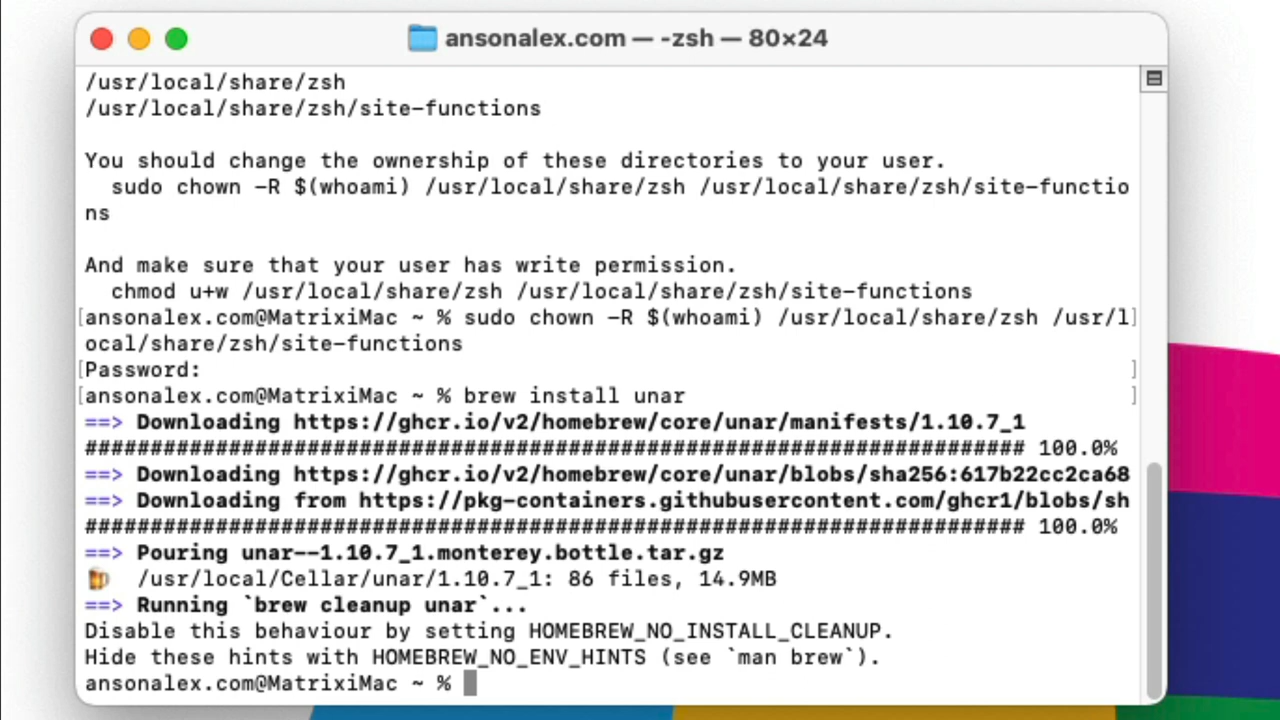 ansonalex.com — -zsh — 80×24
/usr/local/share/zsh
/usr/local/share/zsh/site-functions
You should change the ownership of these directories to your user.
  sudo chown -R $(whoami) /usr/local/share/zsh /usr/local/share/zsh/site-functio
ns
And make sure that your user has write permission.
  chmod u+w /usr/local/share/zsh /usr/local/share/zsh/site-functions
[ansonalex.com@MatrixiMac ~ % sudo chown -R $(whoami) /usr/local/share/zsh /usr/l]
ocal/share/zsh/site-functions
[Password: ]
[ansonalex.com@MatrixiMac ~ % brew install unar ]
==> Downloading https://ghcr.io/v2/homebrew/core/unar/manifests/1.10.7_1
######################################################################## 100.0%
==> Downloading https://ghcr.io/v2/homebrew/core/unar/blobs/sha256:617b22cc2ca68
==> Downloading from https://pkg-containers.githubusercontent.com/ghcr1/blobs/sh
######################################################################## 100.0%
==> Pouring unar--1.10.7_1.monterey.bottle.tar.gz
🍺  /usr/local/Cellar/unar/1.10.7_1: 86 files, 14.9MB
==> Running `brew cleanup unar`...
Disable this behaviour by setting HOMEBREW_NO_INSTALL_CLEANUP.
Hide these hints with HOMEBREW_NO_ENV_HINTS (see `man brew`).
ansonalex.com@MatrixiMac ~ %